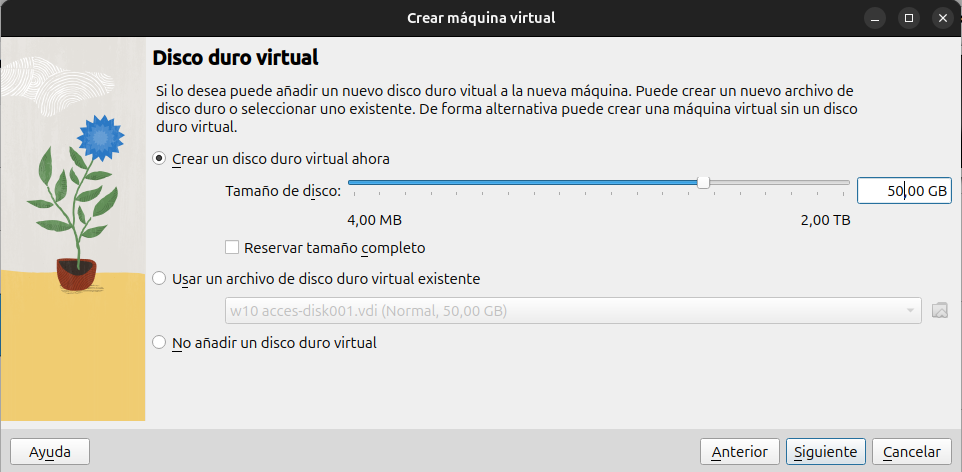 Crear máquina virtual
Disco duro virtual
Si lo desea puede añadir un nuevo disco duro vitual a la nueva máquina. Puede crear un nuevo archivo de
disco duro o seleccionar uno existente. De forma alternativa puede crear una máquina virtual sin un disco
duro virtual.
Crear un disco duro virtual ahora
Tamaño de disco:
50,00 GB
4,00 MB
2,00 TB
Reservar tamaño completo
Usar un archivo de disco duro virtual existente
w10 acces-disk001.vdi (Normal, 50,00 GB)
No añadir un disco duro virtual
Ayuda
Anterior
Siguiente
Cancelar